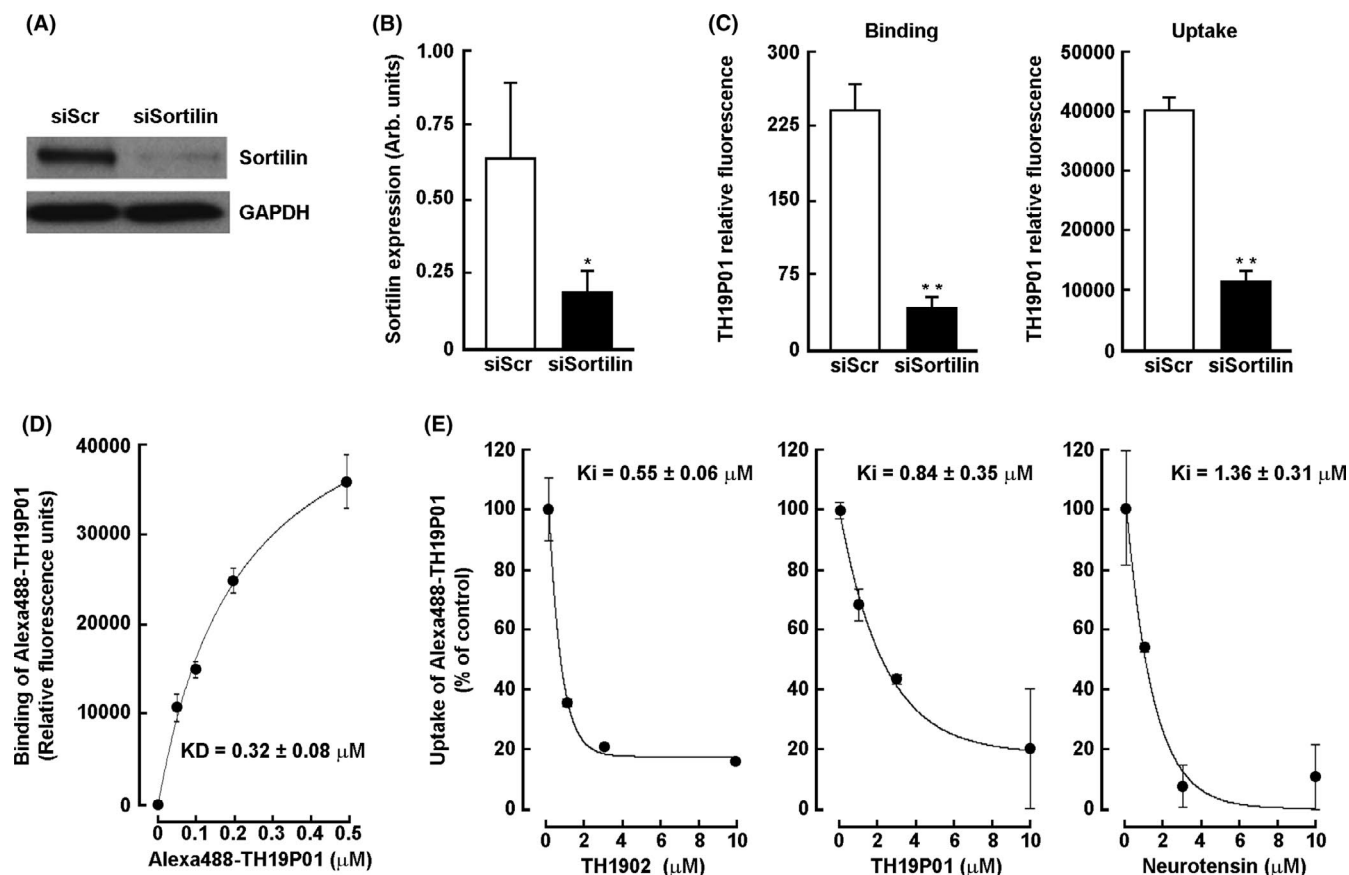 (A)
siScr siSortilin
Sortilin
GAPDH
(B)
Sortilin expression (Arb. units)
1.00
0.75
0.50
0.25
0
*
siScr siSortilin
(C)
Binding
TH19P01 relative fluorescence
300
225
150
75
0
**
siScr siSortilin
Uptake
TH19P01 relative fluorescence
50000
40000
30000
20000
10000
0
**
siScr siSortilin
(D)
Binding of Alexa488-TH19P01
(Relative fluorescence units)
40000
30000
20000
10000
0
KD = 0.32 ± 0.08 μM
0 0.1 0.2 0.3 0.4 0.5
Alexa488-TH19P01 (μM)
(E)
Uptake of Alexa488-TH19P01
(% of control)
120
100
80
60
40
20
0
Ki = 0.55 ± 0.06 μM
0 2 4 6 8 10
TH1902 (μM)
120
100
80
60
40
20
0
Ki = 0.84 ± 0.35 μM
0 2 4 6 8 10
TH19P01 (μM)
120
100
80
60
40
20
0
Ki = 1.36 ± 0.31 μM
0 2 4 6 8 10
Neurotensin (μM)